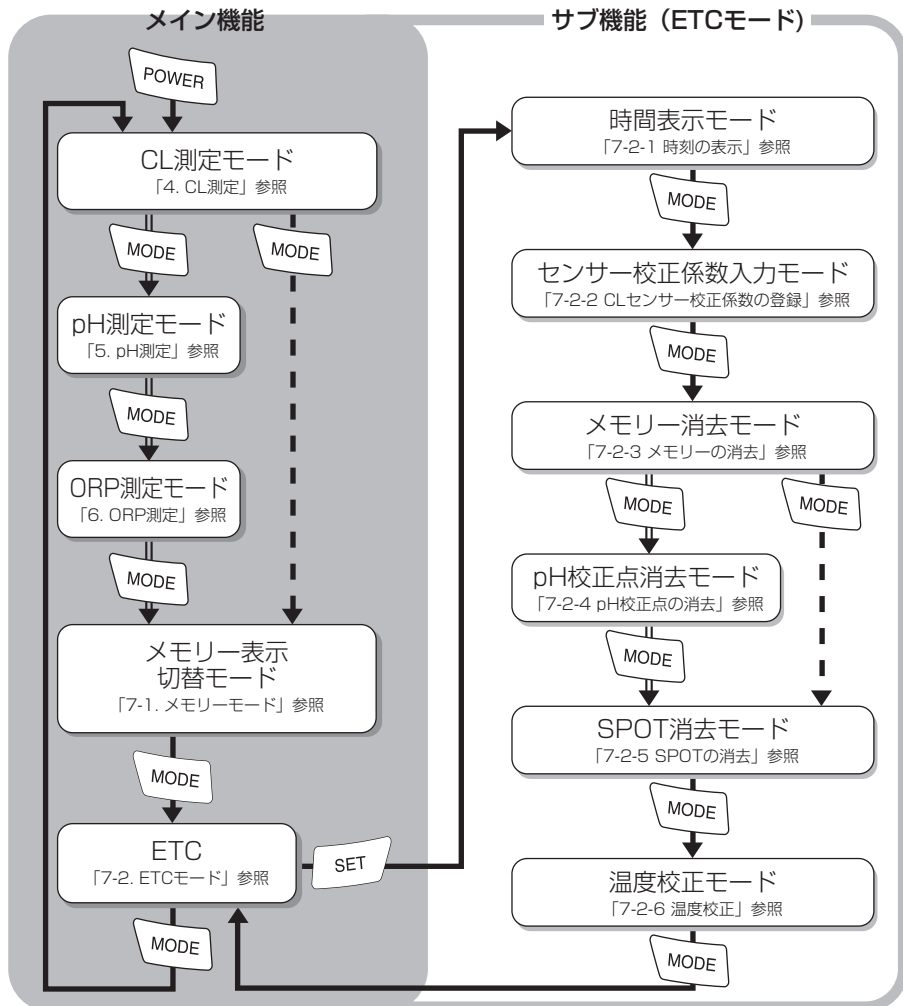 メイン機能
POWER
CL測定モード
「4. CL測定」参照
MODE
MODE
pH測定モード
「5. pH測定」参照
MODE
ORP測定モード
「6. ORP測定」参照
MODE
メモリー表示
切替モード
「7-1. メモリーモード」参照
MODE
ETC
「7-2. ETCモード」参照
SET
MODE
サブ機能（ETCモード)
時間表示モード
「7-2-1 時刻の表示」参照
MODE
センサー校正係数入力モード
「7-2-2 CLセンサー校正係数の登録」参照
MODE
メモリー消去モード
「7-2-3 メモリーの消去」参照
MODE
MODE
pH校正点消去モード
「7-2-4 pH校正点の消去」参照
MODE
SPOT消去モード
「7-2-5 SPOTの消去」参照
MODE
温度校正モード
「7-2-6 温度校正」参照
MODE